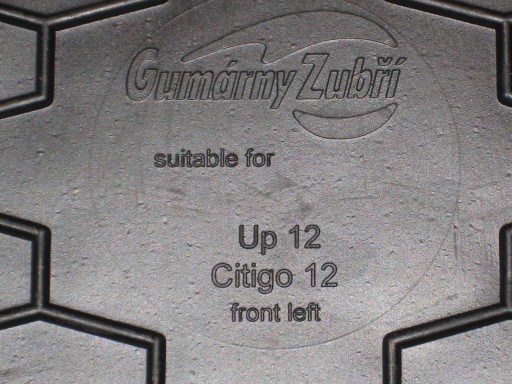 Gumárny Zubří
suitable for
Up 12
Citigo 12
front left